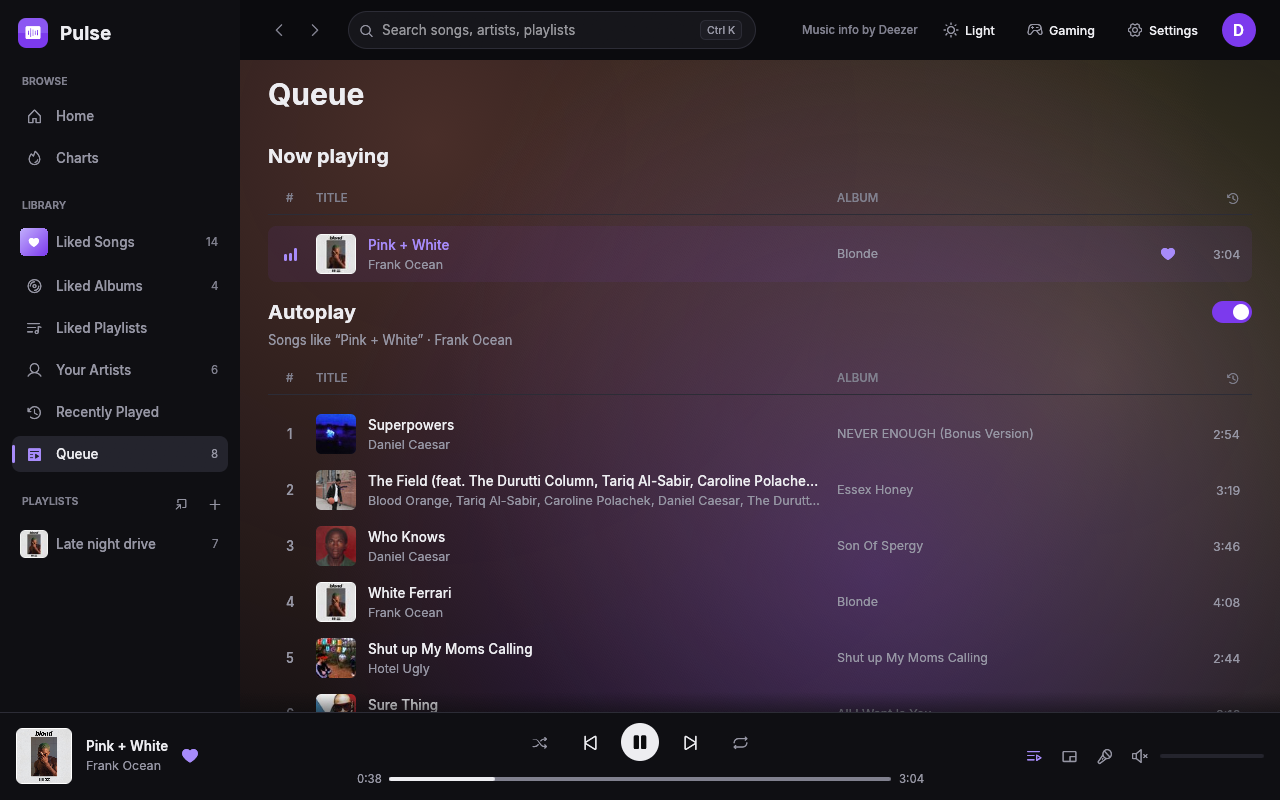 Pulse
BROWSE
Home
Charts
LIBRARY
Liked Songs 14
Liked Albums 4
Liked Playlists
Your Artists 6
Recently Played
Queue 8
PLAYLISTS
Late night drive 7
Search songs, artists, playlists Ctrl K
Music info by Deezer
Light
Gaming
Settings
D
Queue
Now playing
# TITLE ALBUM
Pink + White
Frank Ocean
Blonde
3:04
Autoplay
Songs like “Pink + White” · Frank Ocean
# TITLE ALBUM
1
Superpowers
Daniel Caesar
NEVER ENOUGH (Bonus Version)
2:54
2
The Field (feat. The Durutti Column, Tariq Al-Sabir, Caroline Polache...
Blood Orange, Tariq Al-Sabir, Caroline Polachek, Daniel Caesar, The Durutt...
Essex Honey
3:19
3
Who Knows
Daniel Caesar
Son Of Spergy
3:46
4
White Ferrari
Frank Ocean
Blonde
4:08
5
Shut up My Moms Calling
Hotel Ugly
Shut up My Moms Calling
2:44
Sure Thing
blond
Pink + White
Frank Ocean
0:38
3:04